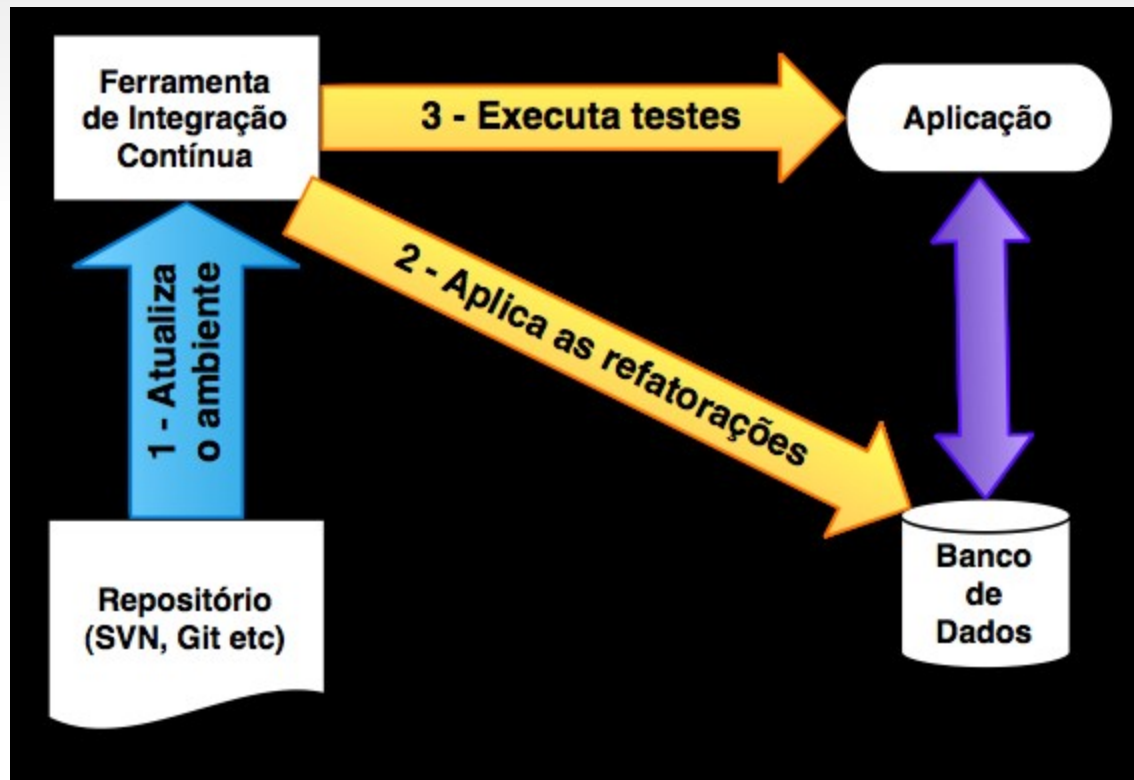 Ferramenta
de Integração
Contínua
3 - Executa testes
Aplicação
2 - Aplica as refatorações
1 - Atualiza
o ambiente
Repositório
(SVN, Git etc)
Banco
de
Dados